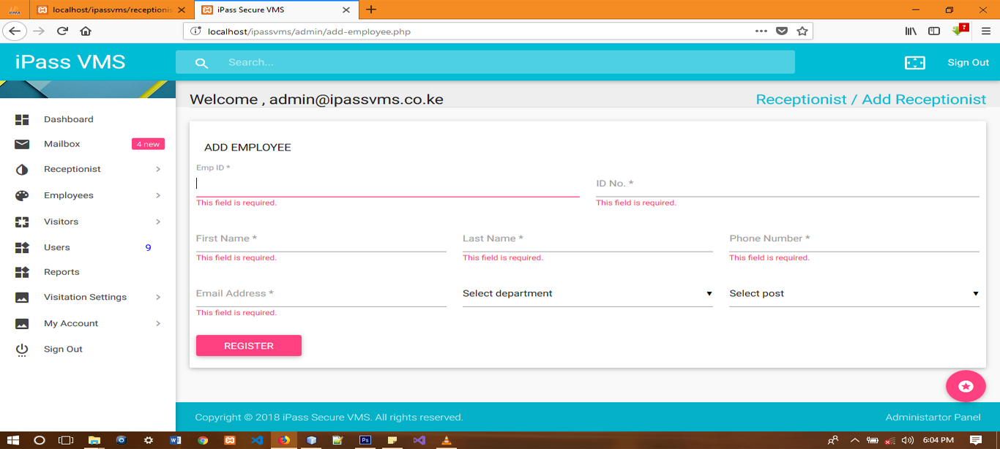 localhost/ipassvms/receptionis
iPass Secure VMS
localhost/ipassvms/admin/add-employee.php
iPass VMS
Search...
Sign Out
Welcome , admin@ipassvms.co.ke
Receptionist / Add Receptionist
Dashboard
Mailbox 4 new
Receptionist
Employees
Visitors
Users 9
Reports
Visitation Settings
My Account
Sign Out
ADD EMPLOYEE
Emp ID *
ID No. *
This field is required. This field is required.
First Name * Last Name * Phone Number *
This field is required. This field is required. This field is required.
Email Address * Select department Select post
This field is required.
REGISTER
Copyright © 2018 iPass Secure VMS. All rights reserved.
Administartor Panel
6:04 PM